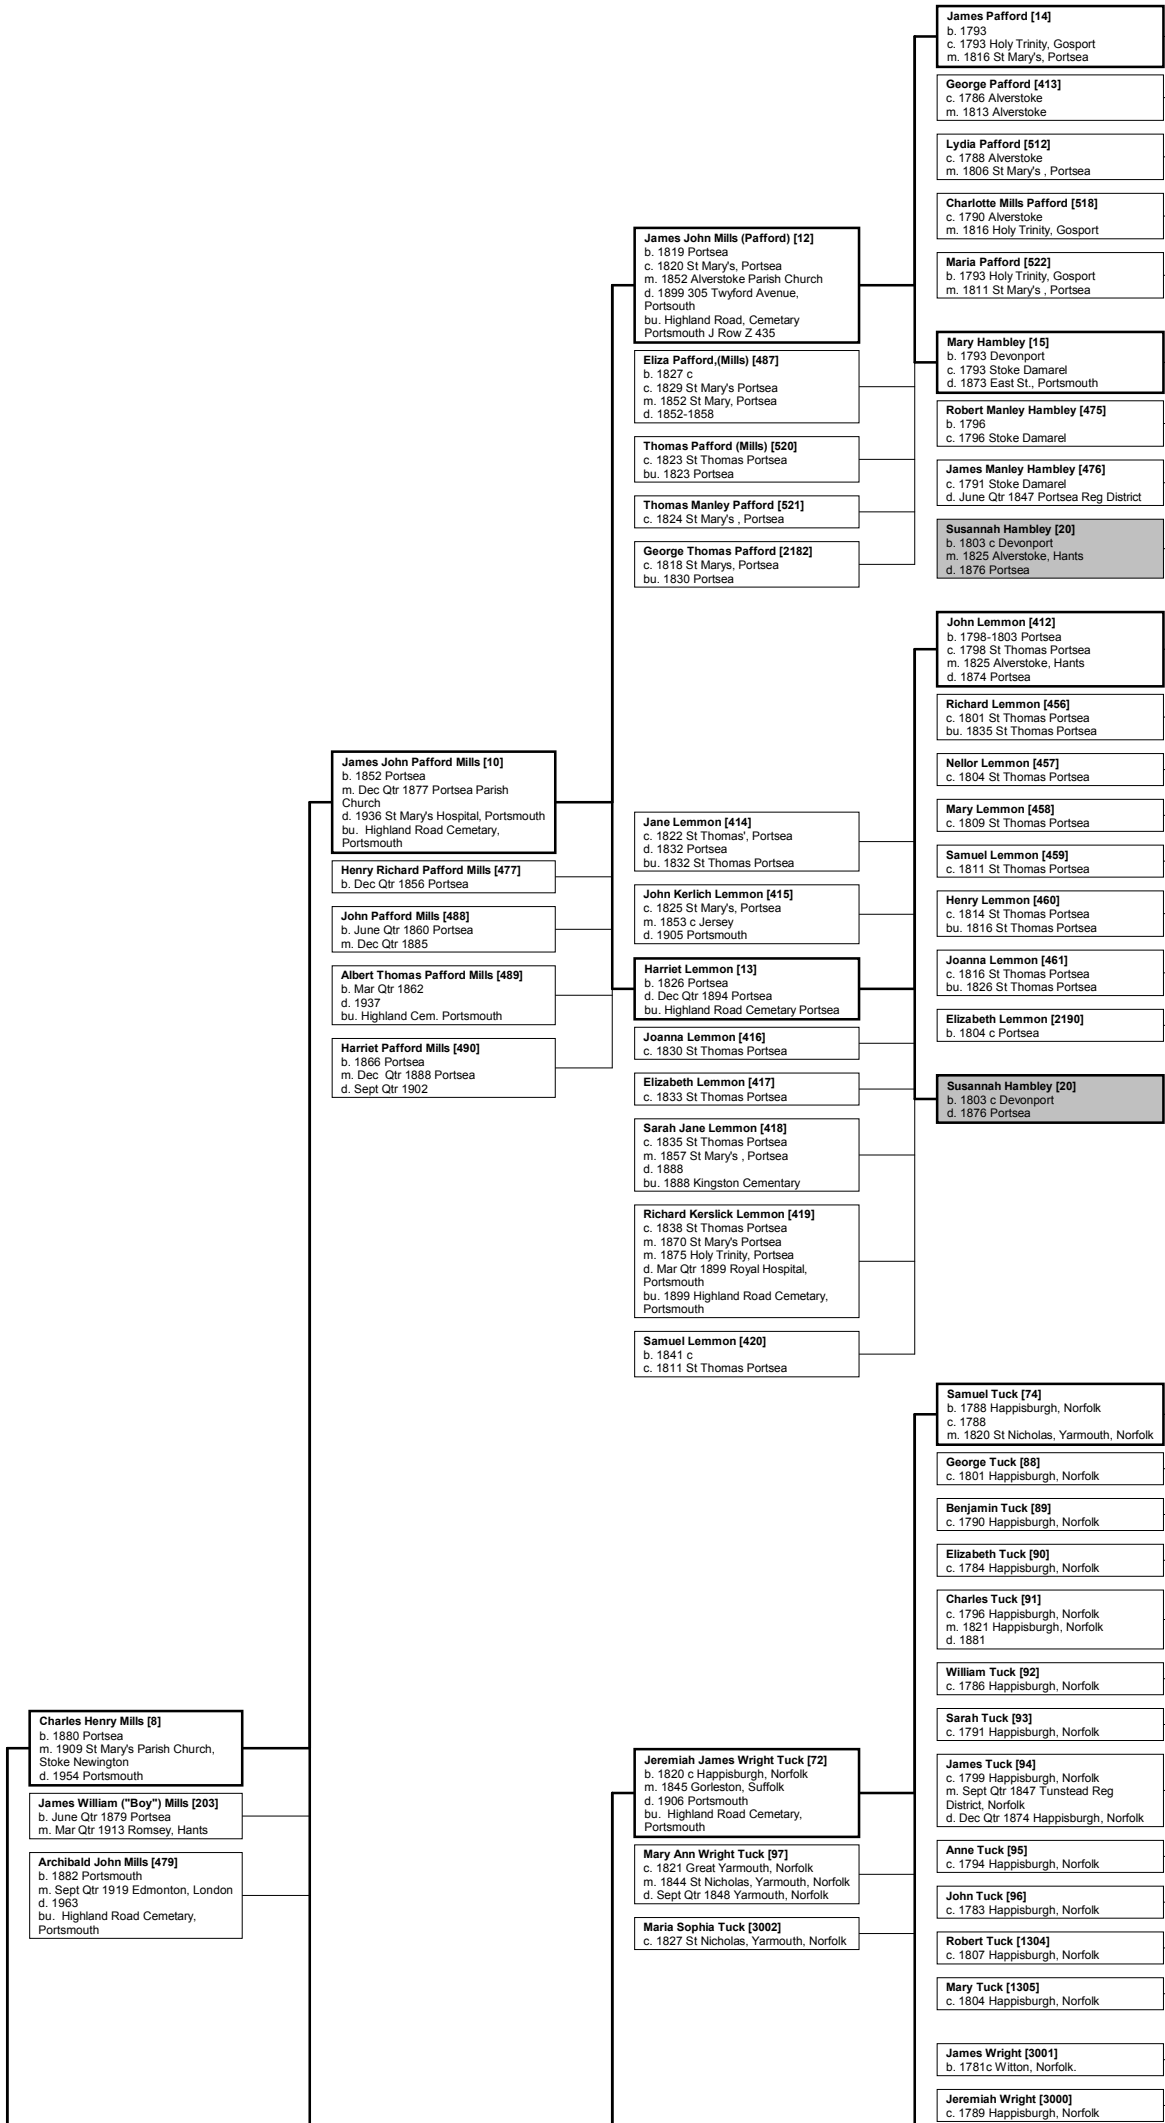 James Pafford [14]
b. 1793
c. 1793 Holy Trinity, Gosport
m. 1816 St Mary's, Portsea
George Pafford [413]
c. 1786 Alverstoke
m. 1813 Alverstoke
Lydia Pafford [512]
c. 1788 Alverstoke
m. 1806 St Mary's , Portsea
Charlotte Mills Pafford [518]
c. 1790 Alverstoke
m. 1816 Holy Trinity, Gosport
Maria Pafford [522]
b. 1793 Holy Trinity, Gosport
m. 1811 St Mary's , Portsea
James John Mills (Pafford) [12]
b. 1819 Portsea
c. 1820 St Mary's, Portsea
m. 1852 Alverstoke Parish Church
d. 1899 305 Twyford Avenue,
Portsouth
bu. Highland Road, Cemetary
Portsmouth J Row Z 435
Mary Hambley [15]
b. 1793 Devonport
c. 1793 Stoke Damarel
d. 1873 East St., Portsmouth
Eliza Pafford,(Mills) [487]
b. 1827 c
c. 1829 St Mary's Portsea
m. 1852 St Mary, Portsea
d. 1852-1858
Robert Manley Hambley [475]
b. 1796
c. 1796 Stoke Damarel
Thomas Pafford (Mills) [520]
c. 1823 St Thomas Portsea
bu. 1823 Portsea
James Manley Hambley [476]
c. 1791 Stoke Damarel
d. June Qtr 1847 Portsea Reg District
Thomas Manley Pafford [521]
c. 1824 St Mary's , Portsea
Susannah Hambley [20]
b. 1803 c Devonport
m. 1825 Alverstoke, Hants
d. 1876 Portsea
George Thomas Pafford [2182]
c. 1818 St Marys, Portsea
bu. 1830 Portsea
John Lemmon [412]
b. 1798-1803 Portsea
c. 1798 St Thomas Portsea
m. 1825 Alverstoke, Hants
d. 1874 Portsea
Richard Lemmon [456]
c. 1801 St Thomas Portsea
bu. 1835 St Thomas Portsea
Nellor Lemmon [457]
c. 1804 St Thomas Portsea
Mary Lemmon [458]
c. 1809 St Thomas Portsea
Samuel Lemmon [459]
c. 1811 St Thomas Portsea
Henry Lemmon [460]
c. 1814 St Thomas Portsea
bu. 1816 St Thomas Portsea
Joanna Lemmon [461]
c. 1816 St Thomas Portsea
bu. 1826 St Thomas Portsea
Elizabeth Lemmon [2190]
b. 1804 c Portsea
Susannah Hambley [20]
b. 1803 c Devonport
d. 1876 Portsea
James John Pafford Mills [10]
b. 1852 Portsea
m. Dec Qtr 1877 Portsea Parish
Church
d. 1936 St Mary's Hospital, Portsmouth
bu.  Highland Road Cemetary,
Portsmouth
Henry Richard Pafford Mills [477]
b. Dec Qtr 1856 Portsea
John Pafford Mills [488]
b. June Qtr 1860 Portsea
m. Dec Qtr 1885
Albert Thomas Pafford Mills [489]
b. Mar Qtr 1862
d. 1937
bu. Highland Cem. Portsmouth
Harriet Pafford Mills [490]
b. 1866 Portsea
m. Dec  Qtr 1888 Portsea
d. Sept Qtr 1902
Jane Lemmon [414]
c. 1822 St Thomas', Portsea
d. 1832 Portsea
bu. 1832 St Thomas Portsea
John Kerlich Lemmon [415]
c. 1825 St Mary's, Portsea
m. 1853 c Jersey
d. 1905 Portsmouth
Harriet Lemmon [13]
b. 1826 Portsea
d. Dec Qtr 1894 Portsea
bu. Highland Road Cemetary Portsea
Joanna Lemmon [416]
c. 1830 St Thomas Portsea
Elizabeth Lemmon [417]
c. 1833 St Thomas Portsea
Sarah Jane Lemmon [418]
c. 1835 St Thomas Portsea
m. 1857 St Mary's , Portsea
d. 1888
bu. 1888 Kingston Cementary
Richard Kerslick Lemmon [419]
c. 1838 St Thomas Portsea
m. 1870 St Mary's Portsea
m. 1875 Holy Trinity, Portsea
d. Mar Qtr 1899 Royal Hospital,
Portsmouth
bu. 1899 Highland Road Cemetary,
Portsmouth
Samuel Lemmon [420]
b. 1841 c
c. 1811 St Thomas Portsea
Samuel Tuck [74]
b. 1788 Happisburgh, Norfolk
c. 1788
m. 1820 St Nicholas, Yarmouth, Norfolk
George Tuck [88]
c. 1801 Happisburgh, Norfolk
Benjamin Tuck [89]
c. 1790 Happisburgh, Norfolk
Elizabeth Tuck [90]
c. 1784 Happisburgh, Norfolk
Charles Tuck [91]
c. 1796 Happisburgh, Norfolk
m. 1821 Happisburgh, Norfolk
d. 1881
William Tuck [92]
c. 1786 Happisburgh, Norfolk
Sarah Tuck [93]
c. 1791 Happisburgh, Norfolk
James Tuck [94]
c. 1799 Happisburgh, Norfolk
m. Sept Qtr 1847 Tunstead Reg
District, Norfolk
d. Dec Qtr 1874 Happisburgh, Norfolk
Anne Tuck [95]
c. 1794 Happisburgh, Norfolk
John Tuck [96]
c. 1783 Happisburgh, Norfolk
Robert Tuck [1304]
c. 1807 Happisburgh, Norfolk
Mary Tuck [1305]
c. 1804 Happisburgh, Norfolk
James Wright [3001]
b. 1781c Witton, Norfolk.
Jeremiah Wright [3000]
c. 1789 Happisburgh, Norfolk
Charles Henry Mills [8]
b. 1880 Portsea
m. 1909 St Mary's Parish Church,
Stoke Newington
d. 1954 Portsmouth
James William ("Boy") Mills [203]
b. June Qtr 1879 Portsea
m. Mar Qtr 1913 Romsey, Hants
Archibald John Mills [479]
b. 1882 Portsmouth
m. Sept Qtr 1919 Edmonton, London
d. 1963
bu.  Highland Road Cemetary,
Portsmouth
Jeremiah James Wright Tuck [72]
b. 1820 c Happisburg, Norfolk
m. 1845 Gorleston, Suffolk
d. 1906 Portsmouth
bu.  Highland Road Cemetary,
Portsmouth
Mary Ann Wright Tuck [97]
c. 1821 Great Yarmouth, Norfolk
m. 1844 St Nicholas, Yarmouth, Norfolk
d. Sept Qtr 1848 Yarmouth, Norfolk
Maria Sophia Tuck [3002]
c. 1827 St Nicholas, Yarmouth, Norfolk